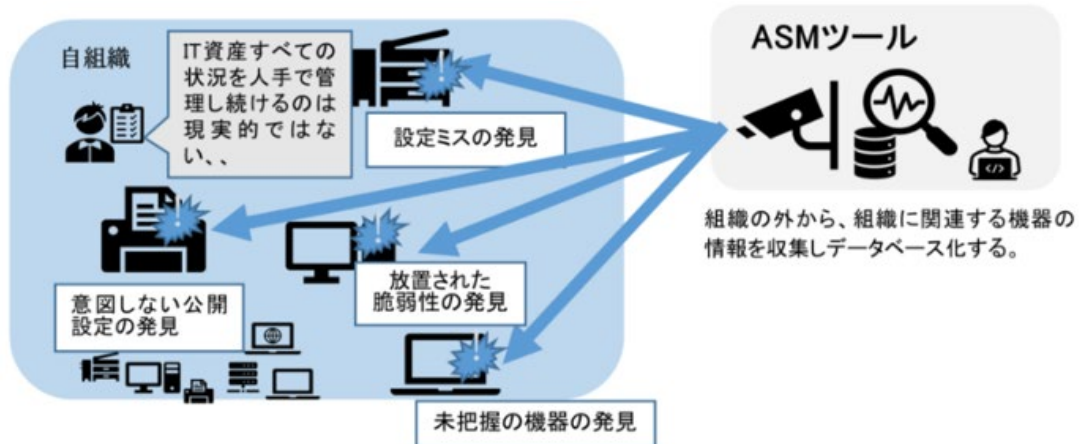 自組織
IT資産すべての
状況を人手で管
理し続けるのは
現実的ではな
い、、
設定ミスの発見
意図しない公開
設定の発見
放置された
脆弱性の発見
未把握の機器の発見
ASMツール
組織の外から、組織に関連する機器の
情報を収集しデータベース化する。